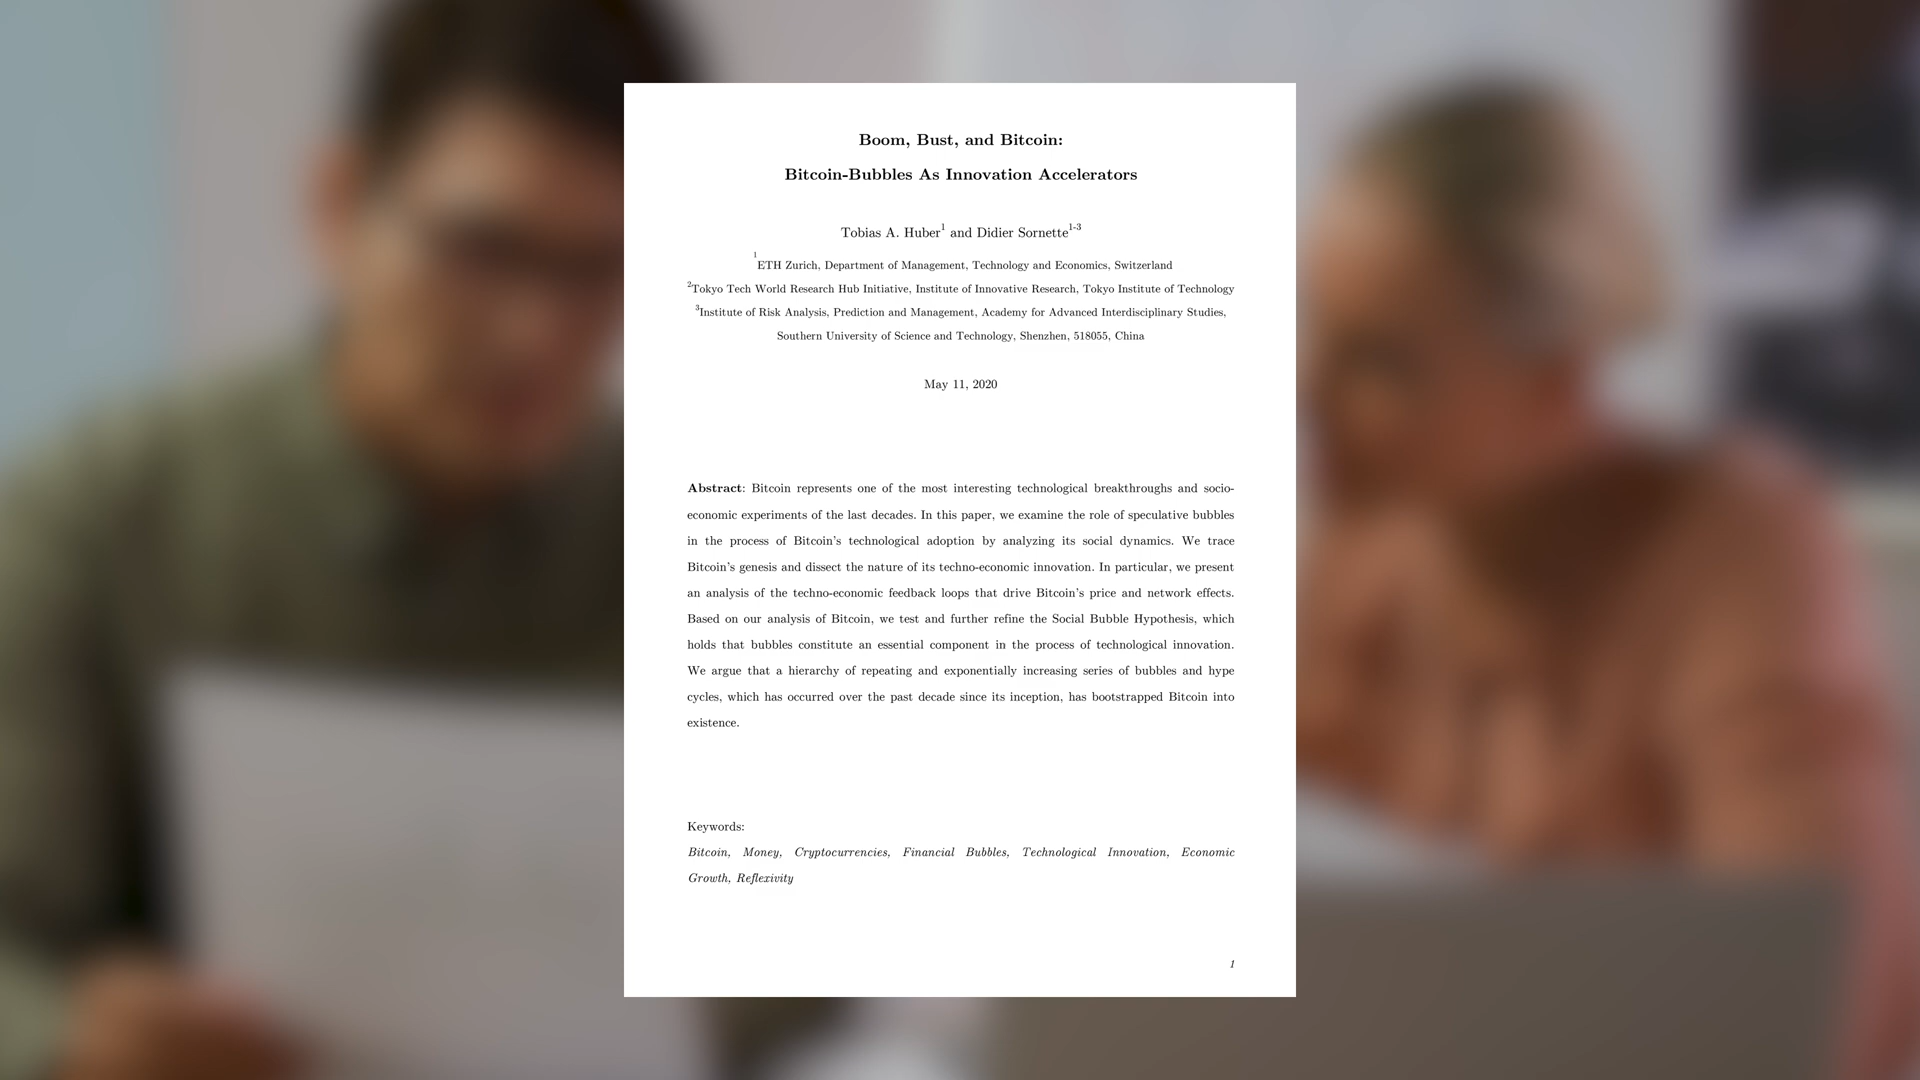 Boom, Bust, and Bitcoin:
Bitcoin-Bubbles As Innovation Accelerators
Tobias A. Huber1 and Didier Sornette1-3
1ETH Zurich, Department of Management, Technology and Economics, Switzerland
2Tokyo Tech World Research Hub Initiative, Institute of Innovative Research, Tokyo Institute of Technology
3Institute of Risk Analysis, Prediction and Management, Academy for Advanced Interdisciplinary Studies,
Southern University of Science and Technology, Shenzhen, 518055, China
May 11, 2020
Abstract: Bitcoin represents one of the most interesting technological breakthroughs and socio-
economic experiments of the last decades. In this paper, we examine the role of speculative bubbles
in the process of Bitcoin's technological adoption by analyzing its social dynamics. We trace
Bitcoin's genesis and dissect the nature of its techno-economic innovation. In particular, we present
an analysis of the techno-economic feedback loops that drive Bitcoin's price and network effects.
Based on our analysis of Bitcoin, we test and further refine the Social Bubble Hypothesis, which
holds that bubbles constitute an essential component in the process of technological innovation.
We argue that a hierarchy of repeating and exponentially increasing series of bubbles and hype
cycles, which has occurred over the past decade since its inception, has bootstrapped Bitcoin into
existence.
Keywords:
Bitcoin, Money, Cryptocurrencies, Financial Bubbles, Technological Innovation, Economic
Growth, Reflexivity
1